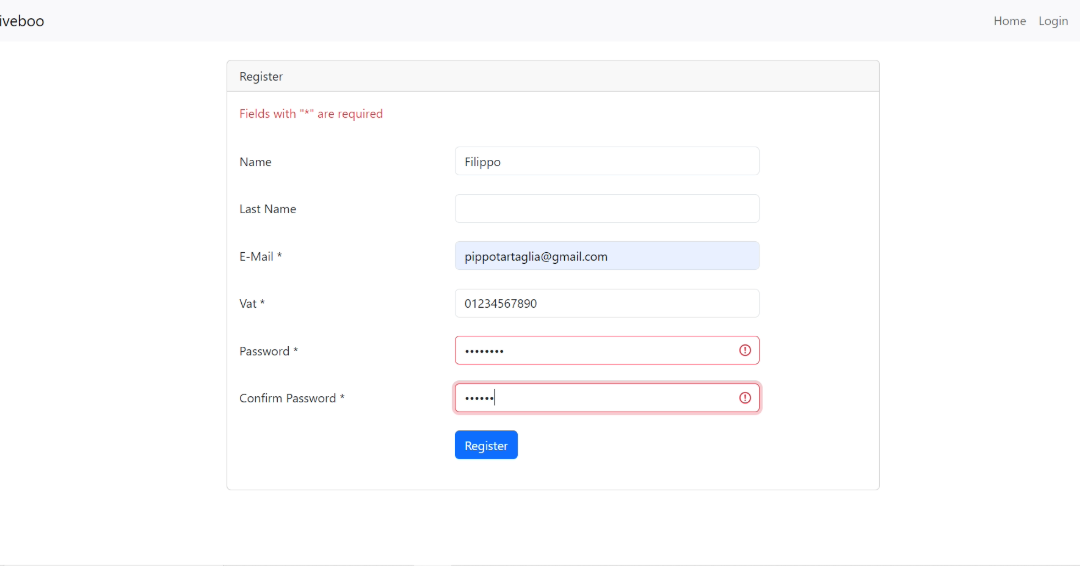 iveboo
Home Login
Register
Fields with "*" are required
Name Filippo
Last Name
E-Mail * pippotartaglia@gmail.com
Vat * 01234567890
Password * ••••••••
Confirm Password * ••••••
Register